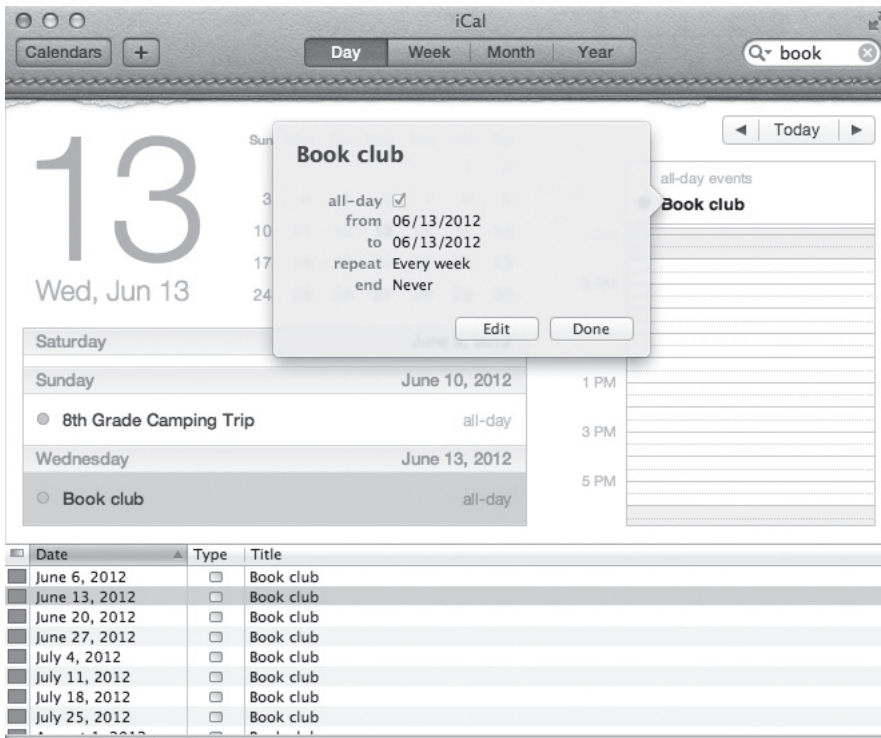 iCal
Calendars + Day Week Month Year book
13
Wed, Jun 13
Sun
3
10
17
24
Book club
all-day
from 06/13/2012
to 06/13/2012
repeat Every week
end Never
Edit Done
Today
all-day events
Book club
Saturday
Sunday June 10, 2012
8th Grade Camping Trip all-day
Wednesday June 13, 2012
Book club all-day
1 PM
3 PM
5 PM
Date Type Title
June 6, 2012 Book club
June 13, 2012 Book club
June 20, 2012 Book club
June 27, 2012 Book club
July 4, 2012 Book club
July 11, 2012 Book club
July 18, 2012 Book club
July 25, 2012 Book club